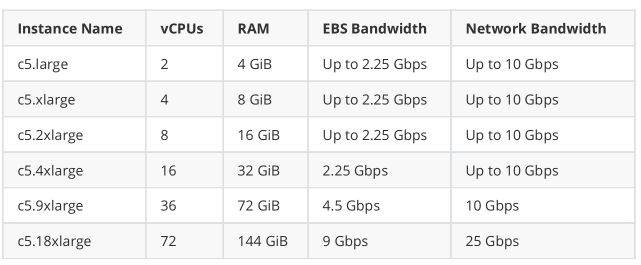 Instance Name vCPUs RAM EBS Bandwidth Network Bandwidth
c5.large 2 4 GiB Up to 2.25 Gbps Up to 10 Gbps
c5.xlarge 4 8 GiB Up to 2.25 Gbps Up to 10 Gbps
c5.2xlarge 8 16 GiB Up to 2.25 Gbps Up to 10 Gbps
c5.4xlarge 16 32 GiB 2.25 Gbps Up to 10 Gbps
c5.9xlarge 36 72 GiB 4.5 Gbps 10 Gbps
c5.18xlarge 72 144 GiB 9 Gbps 25 Gbps